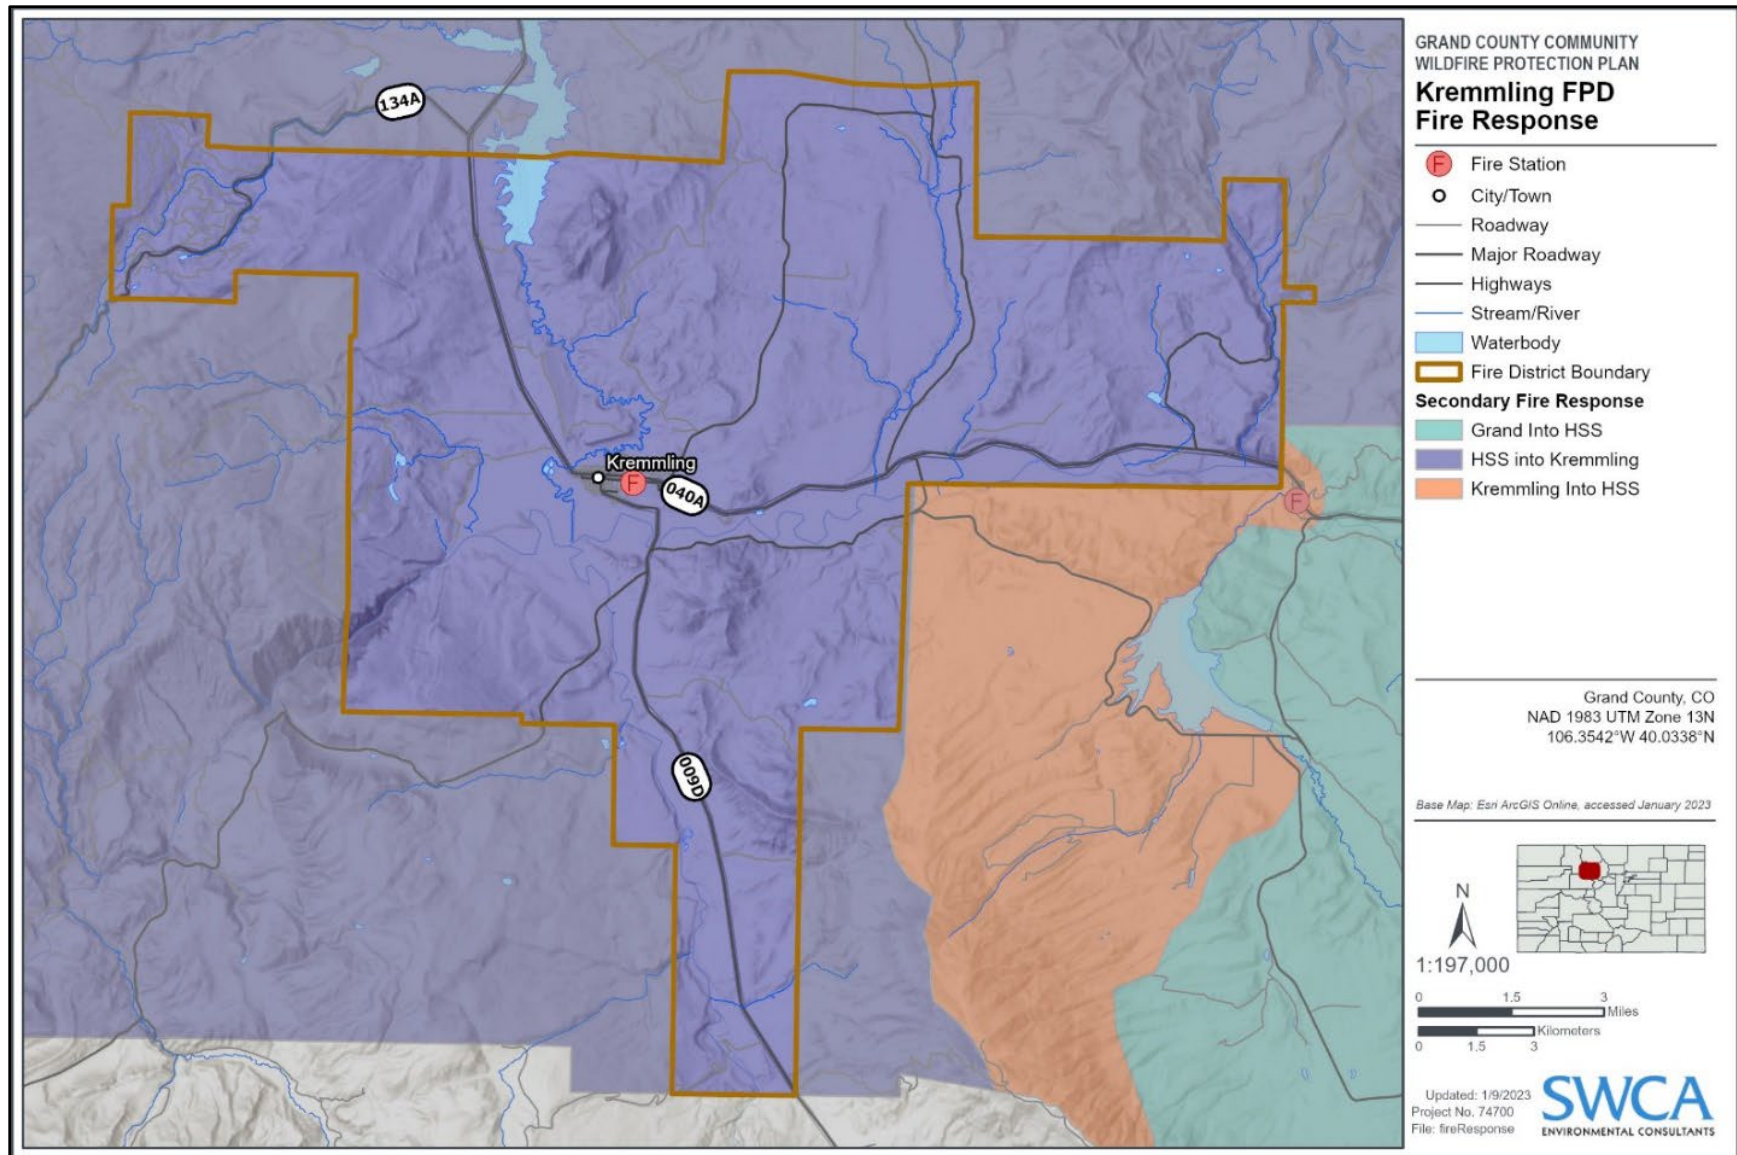 134A
Kremmling
F
040A
F
009D
GRAND COUNTY COMMUNITY
WILDFIRE PROTECTION PLAN
Kremmling FPD
Fire Response
F Fire Station
City/Town
Roadway
Major Roadway
Highways
Stream/River
Waterbody
Fire District Boundary
Secondary Fire Response
Grand Into HSS
HSS into Kremmling
Kremmling Into HSS
Grand County, CO
NAD 1983 UTM Zone 13N
106.3542°W 40.0338°N
Base Map: Esri ArcGIS Online, accessed January 2023
N
1:197,000
0 1.5 3
Miles
Kilometers
0 1.5 3
Updated: 1/9/2023
Project No. 74700
File: fireResponse
SWCA
ENVIRONMENTAL CONSULTANTS